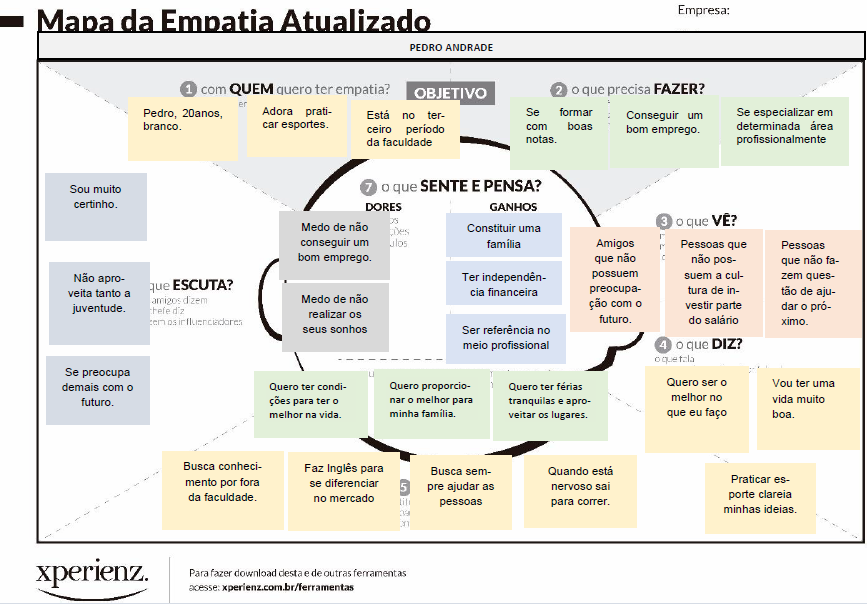 Mapa da Empatia Atualizado
Empresa:
PEDRO ANDRADE
1 com QUEM quero ter empatia?
OBJETIVO
2 o que precisa FAZER?
Pedro, 20anos,
branco.
Adora prati-
car esportes.
Está no ter-
ceiro período
da faculdade
Se formar
com boas
notas.
Conseguir um
bom emprego.
Se especializar em
determinada área
profissionalmente
7 o que SENTE E PENSA?
DORES
GANHOS
Medo de não
conseguir um
bom emprego.
Medo de não
realizar os
seus sonhos
Constituir uma
família
Ter independên-
cia financeira
Ser referência no
meio profissional
3 o que VÊ?
Amigos
que não
possuem
preocupa-
ção com o
futuro.
Pessoas que
não pos-
suem a cul-
tura de in-
vestir parte
do salário
Pessoas
que não fa-
zem ques-
tão de aju-
dar o pró-
ximo.
4 o que DIZ?
o que fala
Quero ser o
melhor no
que eu faço
Vou ter uma
vida muito
boa.
Praticar es-
porte clareia
minhas ideias.
Sou muito
certinho.
Não apro-
veita tanto a
juventude.
Se preocupa
demais com o
futuro.
que ESCUTA?
amigos dizem
chefe diz
em os influenciadores
Quero ter condi-
ções para ter o
melhor na vida.
Quero proporcio-
nar o melhor para
minha família.
Quero ter férias
tranquilas e apro-
veitar os lugares.
5
Busca conheci-
mento por fora
da faculdade.
Faz Inglês para
se diferenciar
no mercado
Busca sem-
pre ajudar as
pessoas
Quando está
nervoso sai
para correr.
xperienz.
Para fazer download desta e de outras ferramentas
acesse: xperienz.com.br/ferramentas